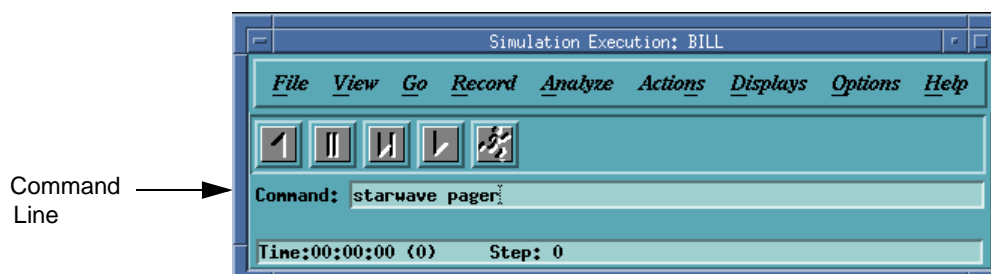 Simulation Execution: BILL
File View Go Record Analyze Actions Displays Options Help
Command Line
Command: starwave pager
Time:00:00:00 (0) Step: 0